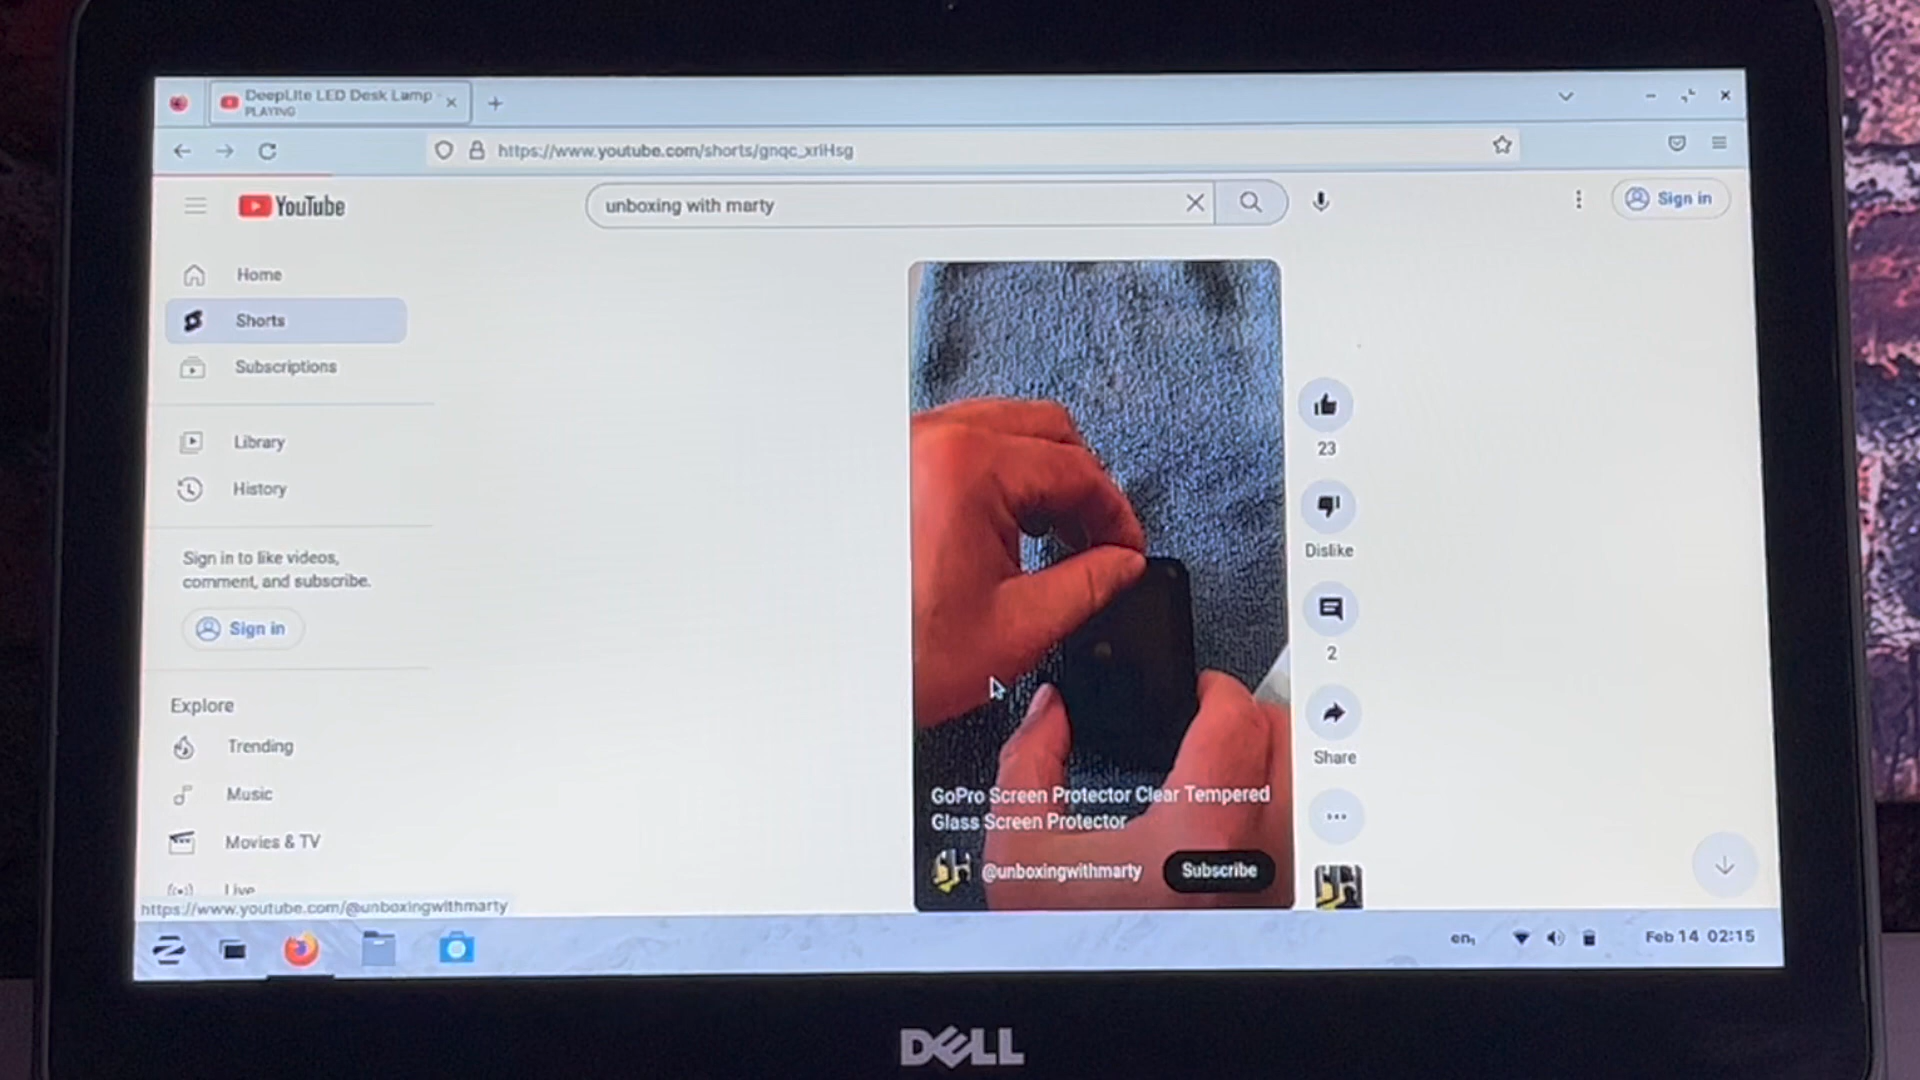 DeepLite LED Desk Lamp
PLAYING
https://www.youtube.com/shorts/gnqc_xriHsg
YouTube
unboxing with marty
Sign in
Home
Shorts
Subscriptions
Library
History
Sign in to like videos,
comment, and subscribe.
Sign in
Explore
Trending
Music
Movies & TV
Live
https://www.youtube.com/@unboxingwithmarty
23
Dislike
2
Share
GoPro Screen Protector Clear Tempered
Glass Screen Protector
@unboxingwithmarty
Subscribe
en₁
Feb 14 02:15
DELL